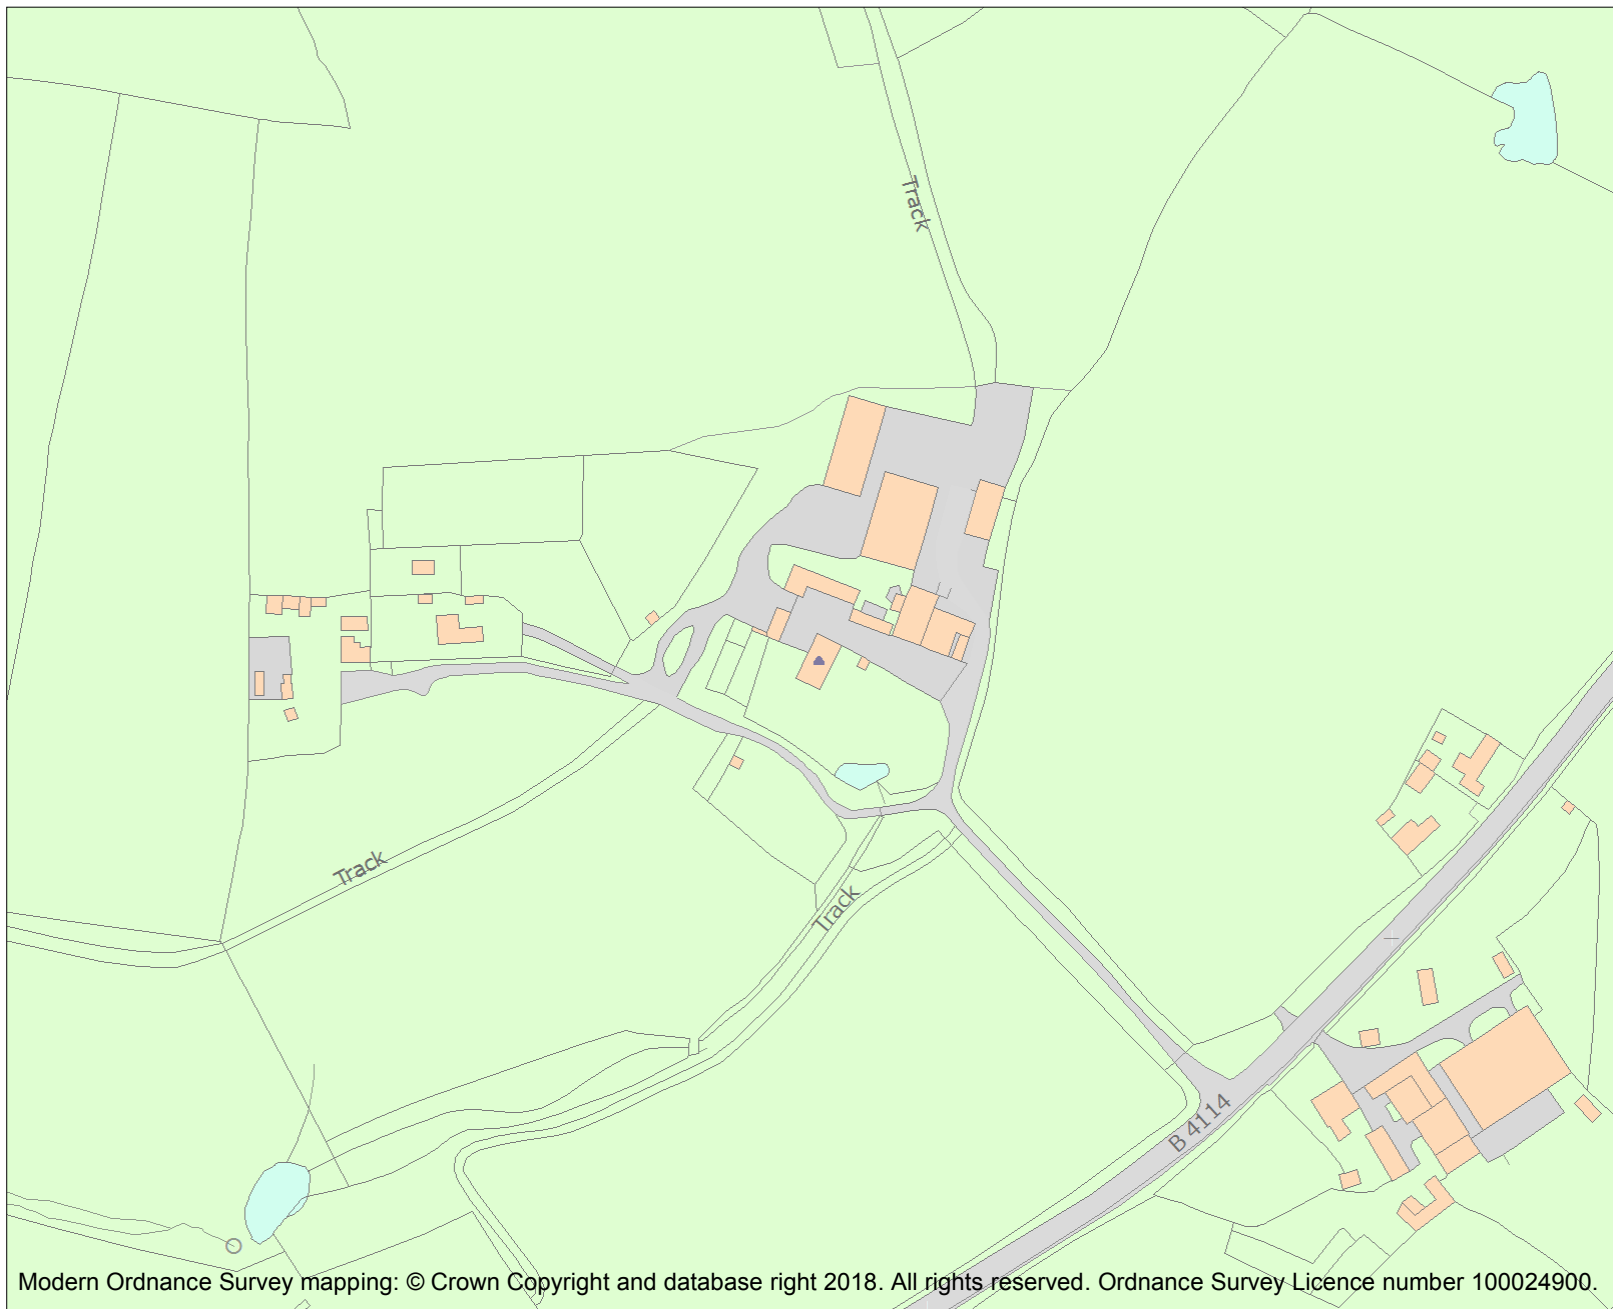 Track
Track
Track
B 4114
Modern Ordnance Survey mapping: © Crown Copyright and database right 2018. All rights reserved. Ordnance Survey Licence number 100024900.